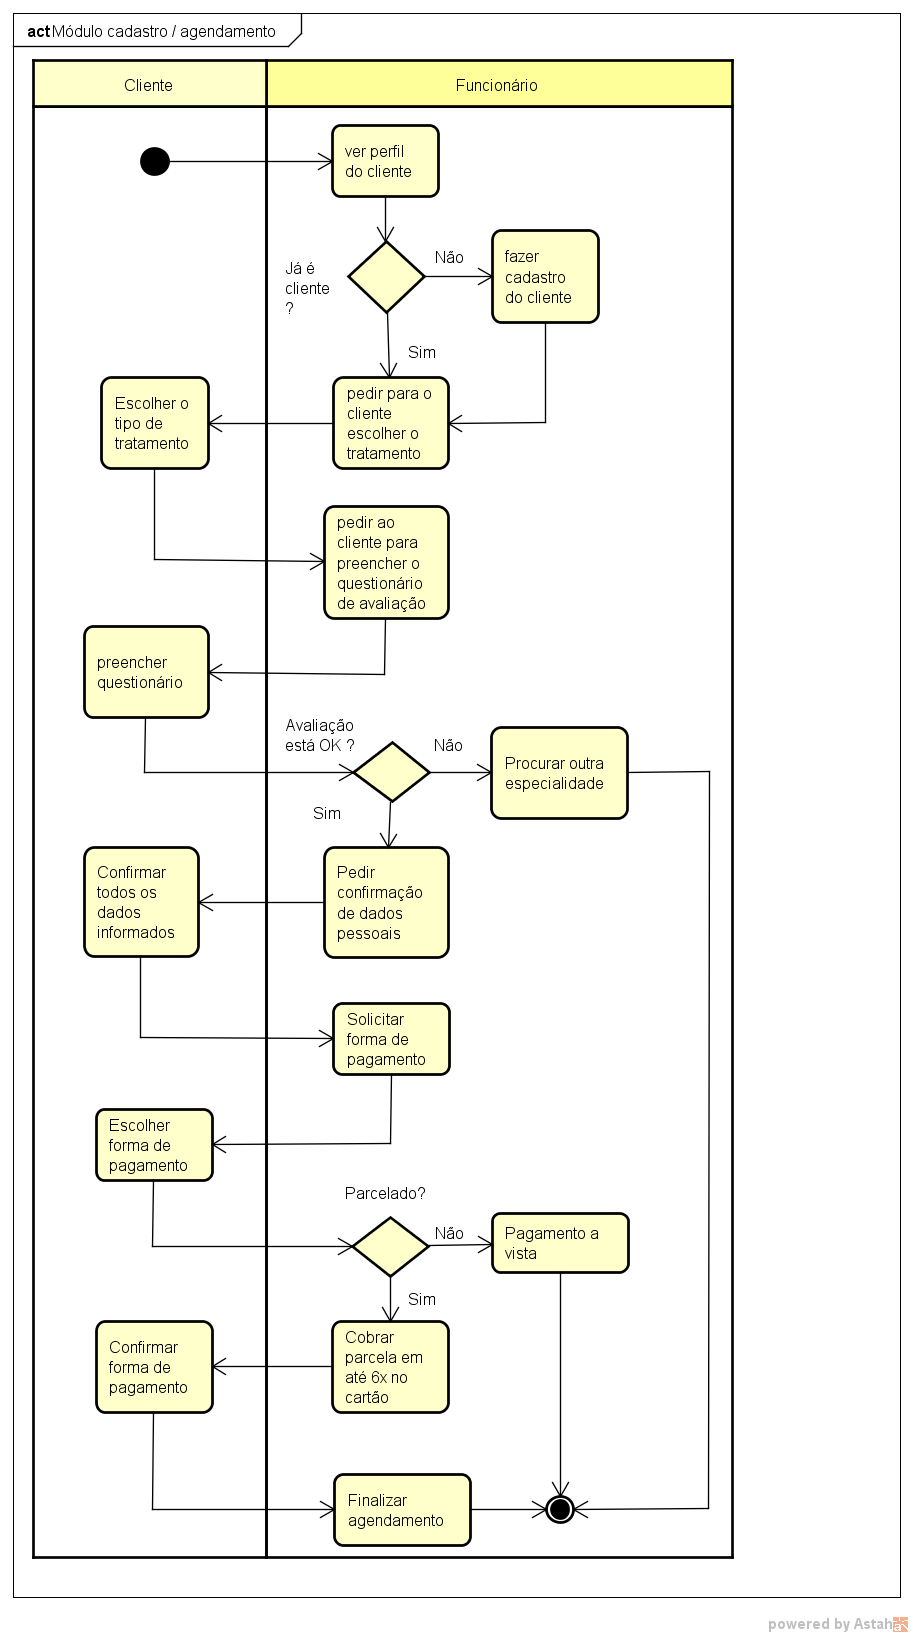 act Módulo cadastro / agendamento
Cliente
Funcionário
ver perfil
do cliente
Já é
cliente
?
Não
fazer
cadastro
do cliente
Sim
Escolher o
tipo de
tratamento
pedir para o
cliente
escolher o
tratamento
pedir ao
cliente para
preencher o
questionário
de avaliação
preencher
questionário
Avaliação
está OK ?
Não
Procurar outra
especialidade
Sim
Confirmar
todos os
dados
informados
Pedir
confirmação
de dados
pessoais
Solicitar
forma de
pagamento
Escolher
forma de
pagamento
Parcelado?
Não
Pagamento a
vista
Sim
Confirmar
forma de
pagamento
Cobrar
parcela em
até 6x no
cartão
Finalizar
agendamento
powered by Astah